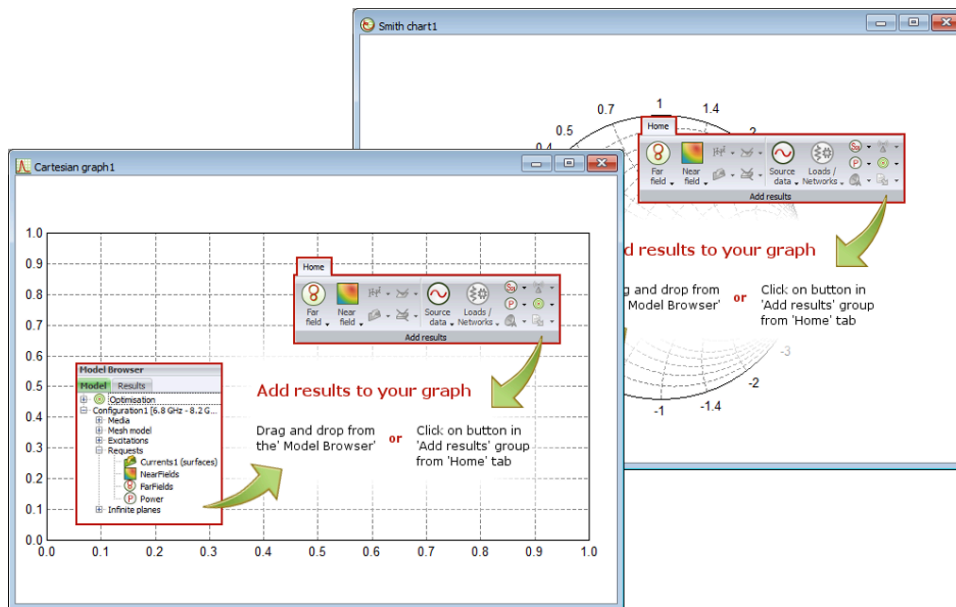 Smith chart1
0.7
1
1.4
0.5
2
0.4
Home
Far field
Near field
Source data
Loads / Networks
Add results
d results to your graph
g and drop from
Model Browser'
or
Click on button in
'Add results' group
from 'Home' tab
-3
-2
-1.4
-1
Cartesian graph1
1.0
0.9
0.8
0.7
0.6
0.5
0.4
0.3
0.2
0.1
0.0
0.0 0.1 0.2 0.3 0.4 0.5 0.6 0.7 0.8 0.9 1.0
Home
Far field
Near field
Source data
Loads / Networks
Add results
Model Browser
Model Results
Optimisation
Configuration1 [6.8 GHz - 8.2 G...
Media
Mesh model
Excitations
Requests
Currents1 (surfaces)
NearFields
FarFields
P Power
Infinite planes
Add results to your graph
Drag and drop from
the' Model Browser'
or
Click on button in
'Add results' group
from 'Home' tab